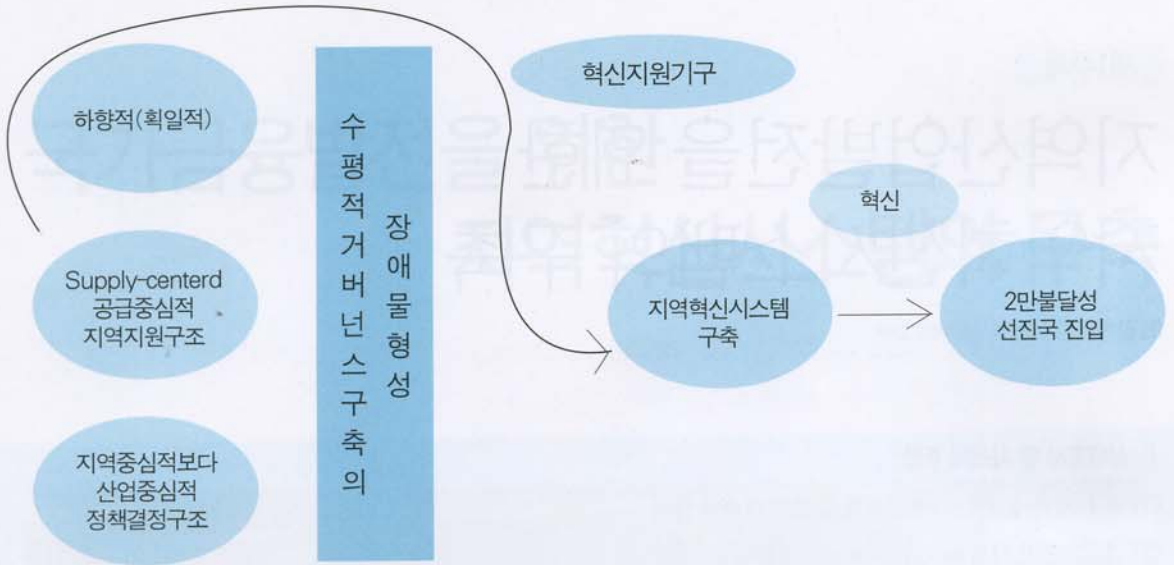 하향적(획일적)
Supply-centerd
공급중심적
지역지원구조
지역중심적보다
산업중심적
정책결정구조
수평적거버넌스구축의
장애물형성
혁신지원기구
혁신
지역혁신시스템
구축
2만불달성
선진국 진입